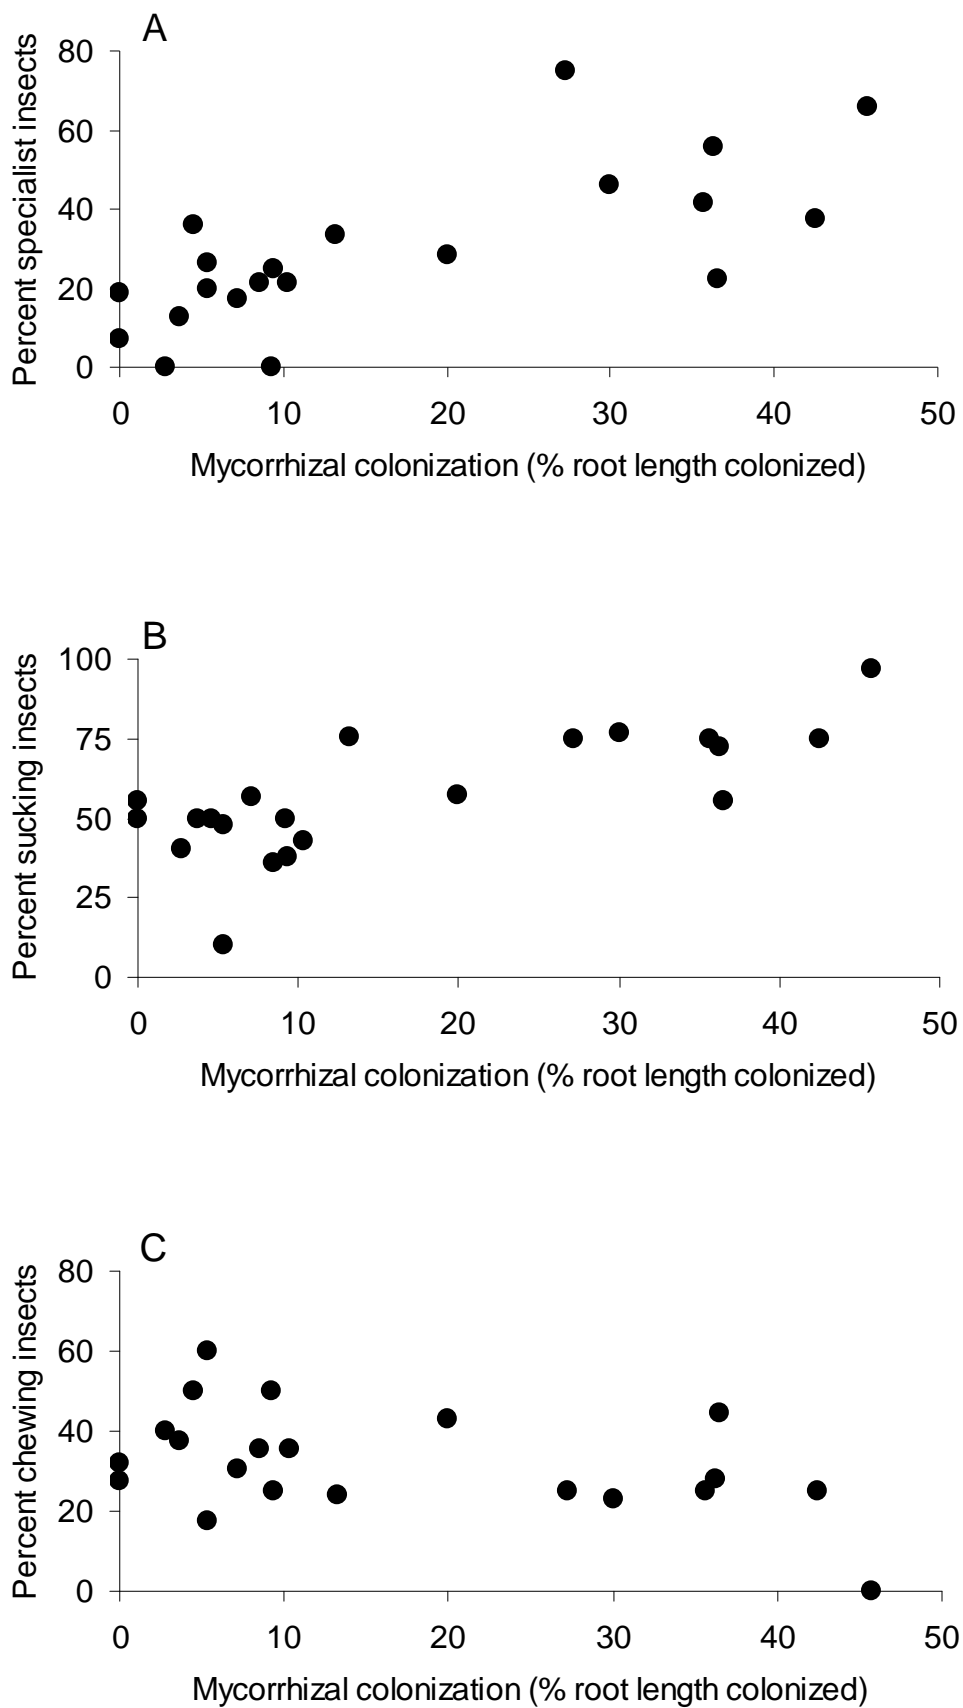 A
Percent specialist insects
80
60
40
20
0
0 10 20 30 40 50
Mycorrhizal colonization (% root length colonized)
B
Percent sucking insects
100
75
50
25
0
0 10 20 30 40 50
Mycorrhizal colonization (% root length colonized)
C
Percent chewing insects
80
60
40
20
0
0 10 20 30 40 50
Mycorrhizal colonization (% root length colonized)